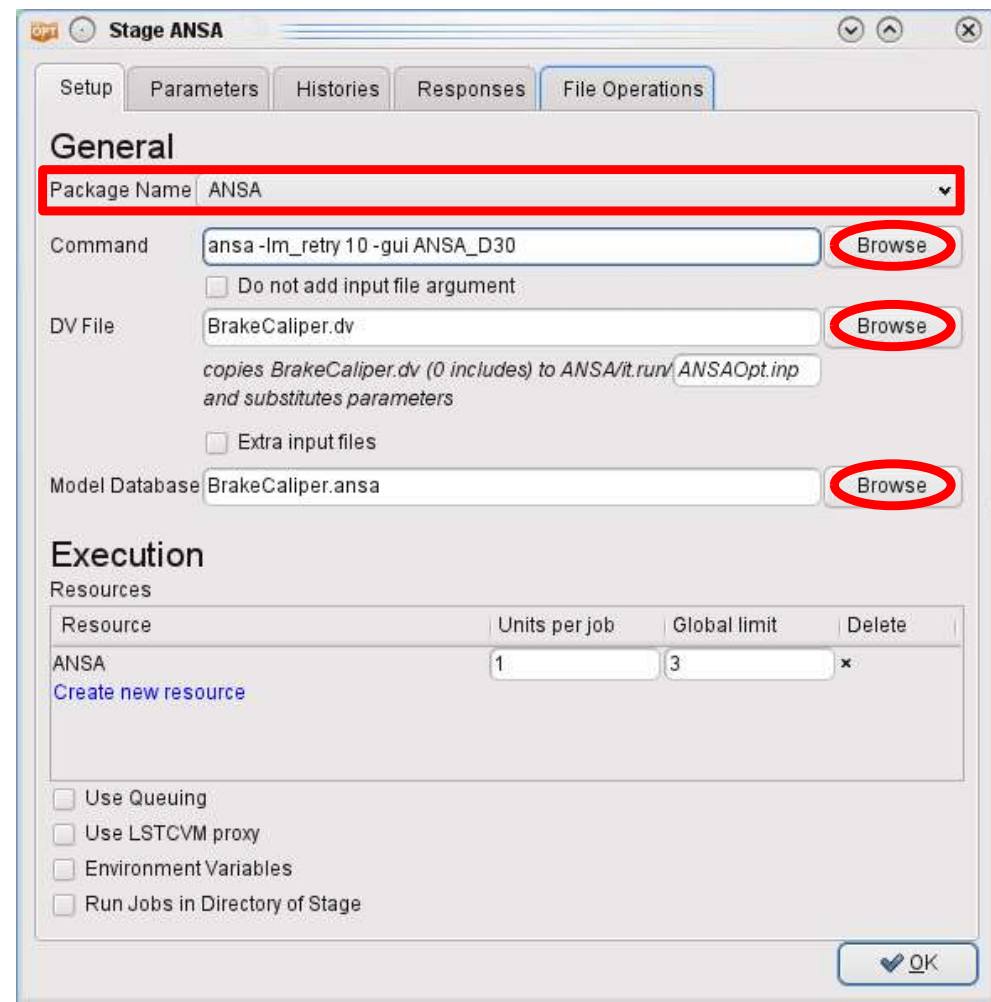 OPT Stage ANSA
Setup Parameters Histories Responses File Operations
General
Package Name ANSA
Command ansa -lm_retry 10 -gui ANSA_D30 Browse
Do not add input file argument
DV File BrakeCaliper.dv Browse
copies BrakeCaliper.dv (0 includes) to ANSA/it.run/ ANSAOpt.inp
and substitutes parameters
Extra input files
Model Database BrakeCaliper.ansa Browse
Execution
Resources
Resource Units per job Global limit Delete
ANSA 1 3 ×
Create new resource
Use Queuing
Use LSTCVM proxy
Environment Variables
Run Jobs in Directory of Stage
OK